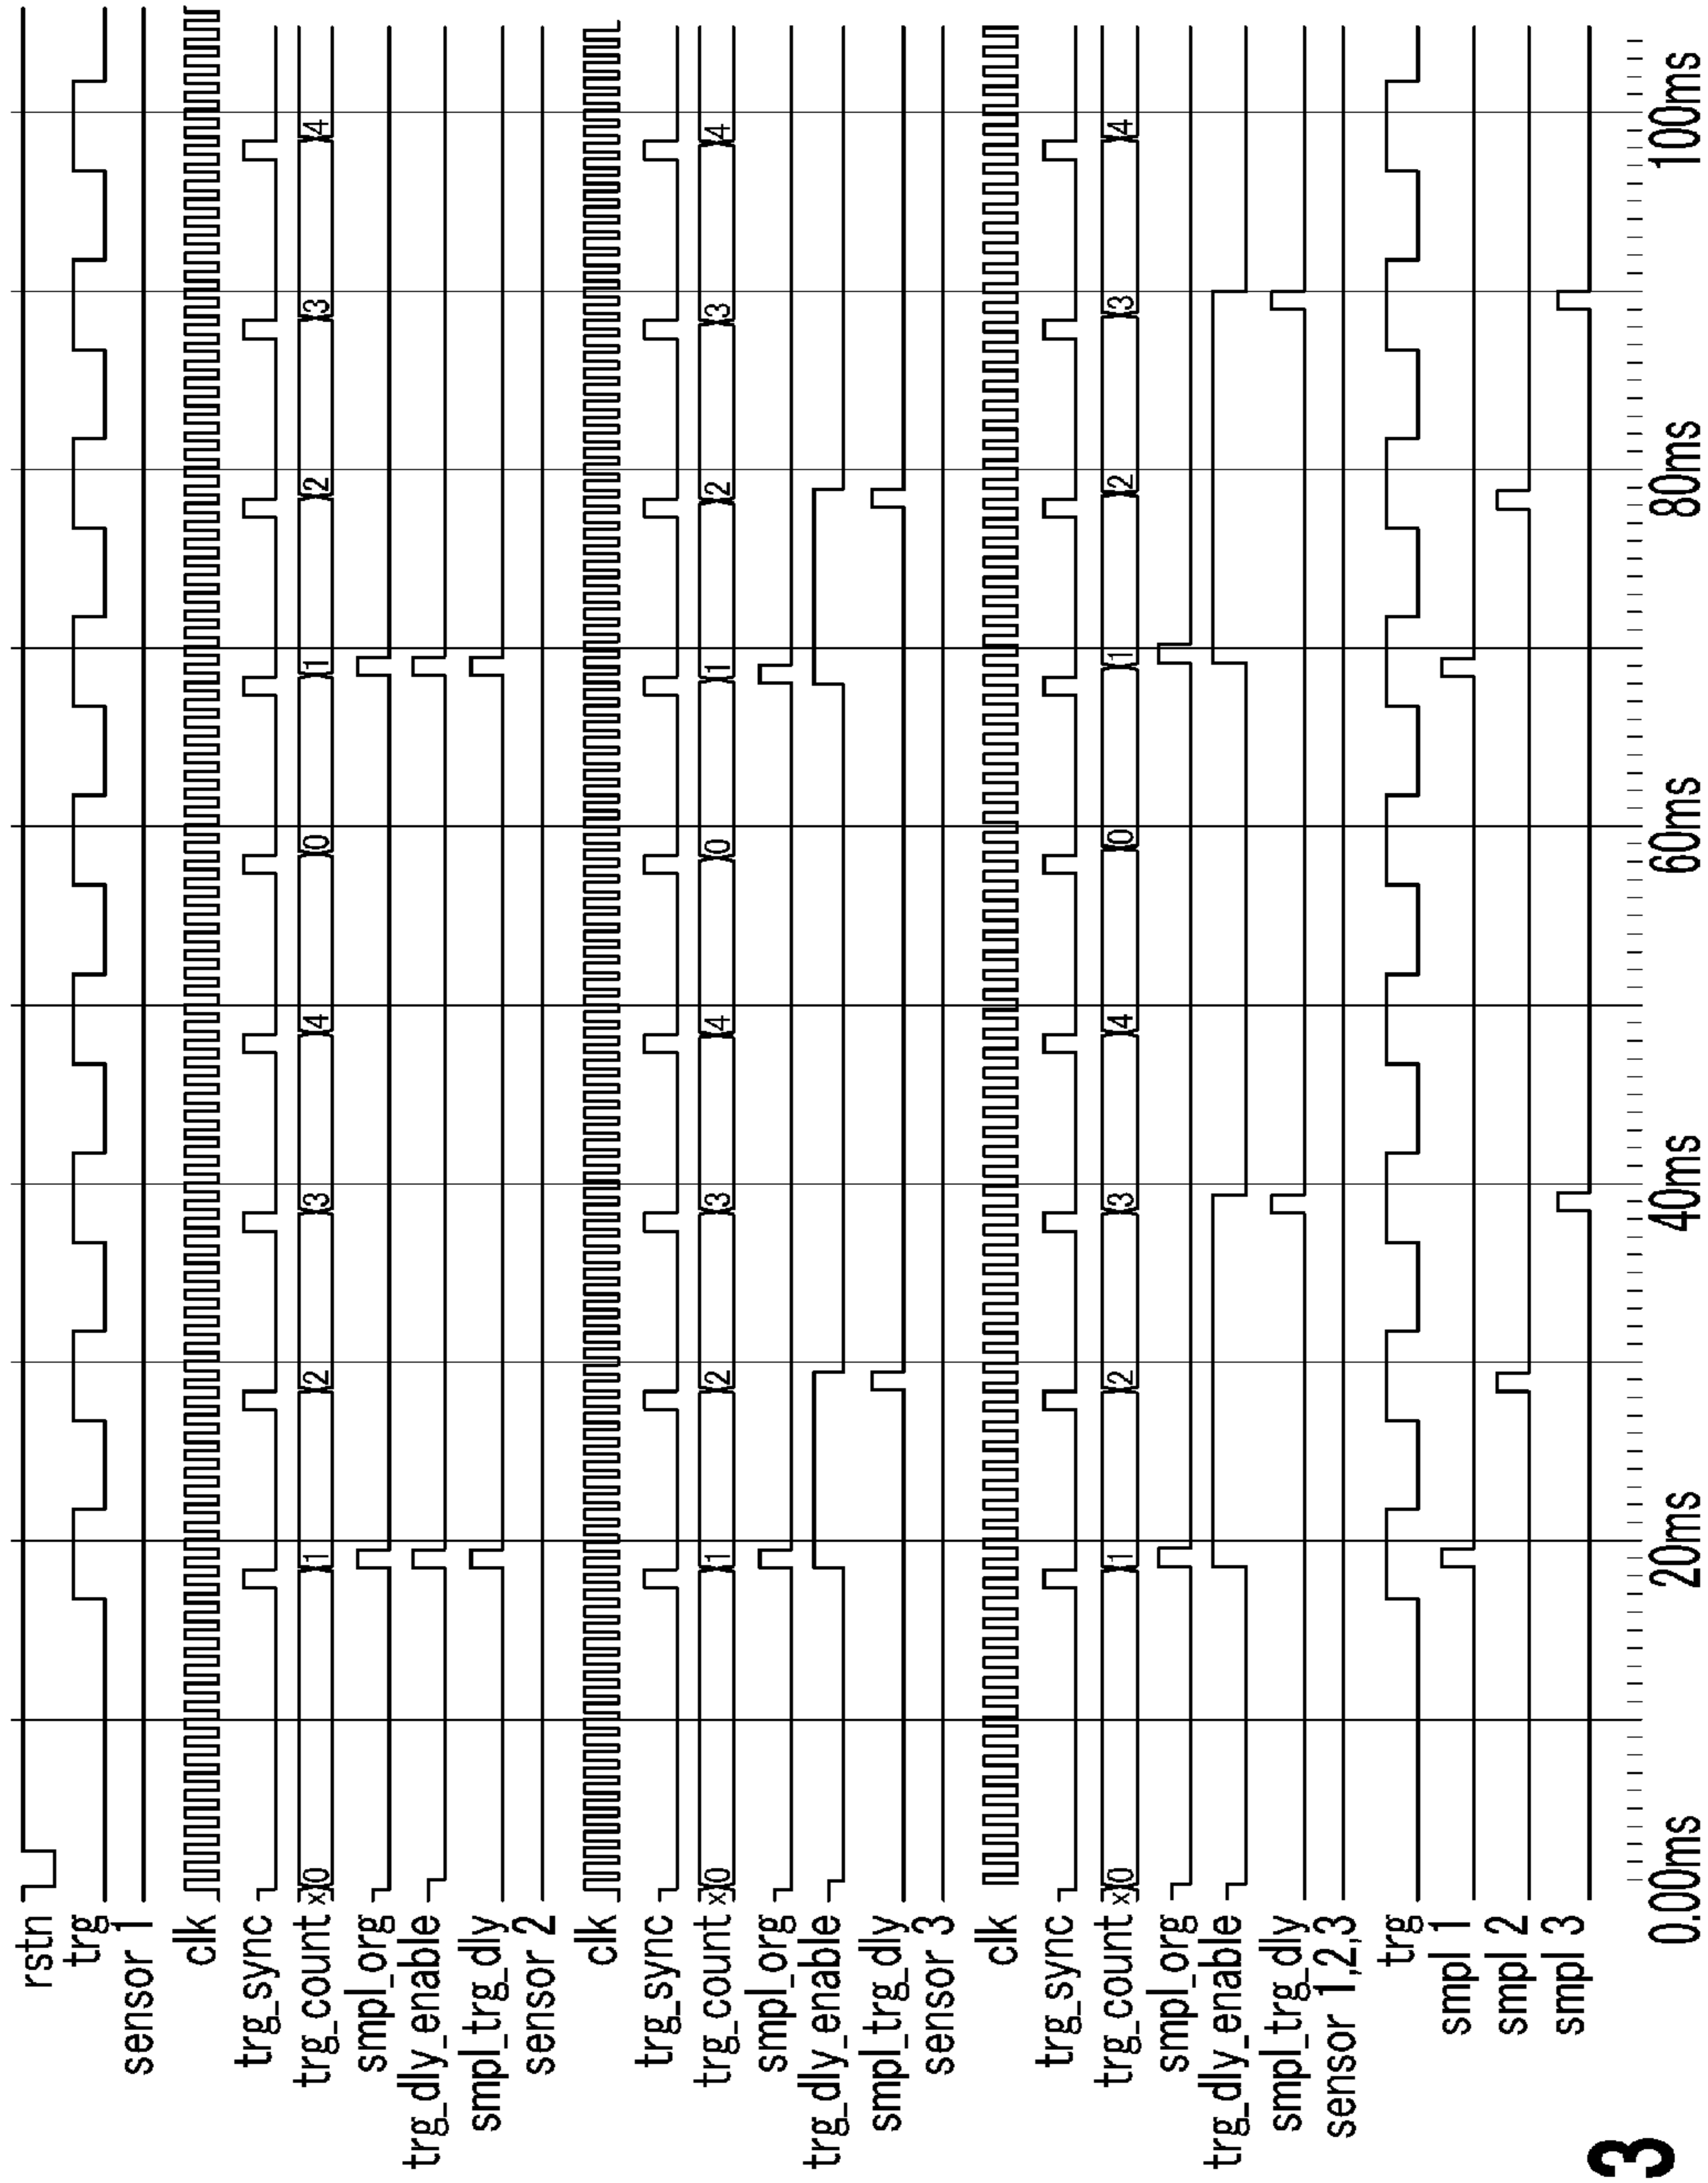 rstn
trg
sensor 1
clk
trg_sync
trg_count x 0 1 2 3 4 0 1 2 3 4
smpl_org
trg_dly_enable
smpl_trg_dly
sensor 2
clk
trg_sync
trg_count x 0 1 2 3 4 0 1 2 3 4
smpl_org
trg_dly_enable
smpl_trg_dly
sensor 3
clk
trg_sync
trg_count x 0 1 2 3 4 0 1 2 3 4
smpl_org
trg_dly_enable
smpl_trg_dly
sensor 1,2,3
trg
smpl 1
smpl 2
smpl 3
0.00ms 20ms 40ms 60ms 80ms 100ms
3